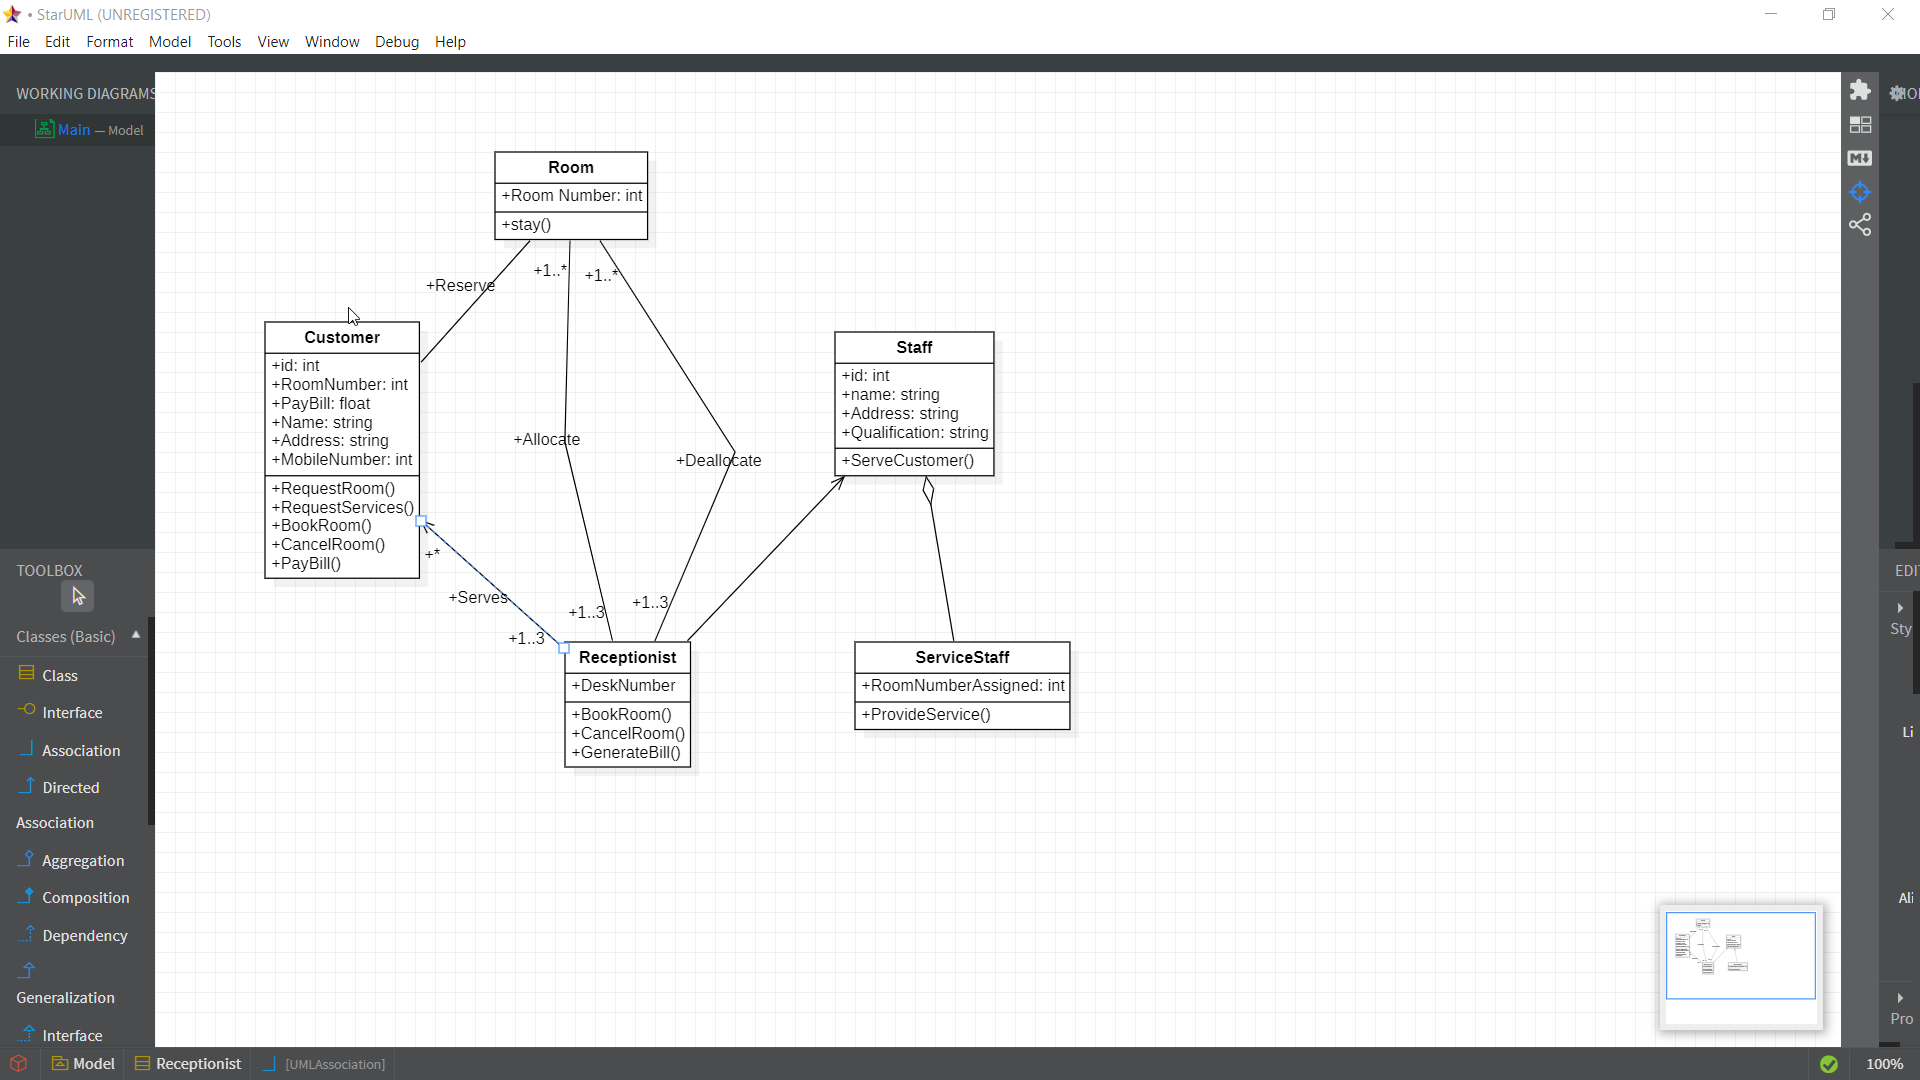 • StarUML (UNREGISTERED)
File Edit Format Model Tools View Window Debug Help
WORKING DIAGRAMS
Main — Model
Room
+Room Number: int
+stay()
+Reserve
+1..*
+1..*
Customer
+id: int
+RoomNumber: int
+PayBill: float
+Name: string
+Address: string
+MobileNumber: int
+RequestRoom()
+RequestServices()
+BookRoom()
+CancelRoom()
+PayBill()
Staff
+id: int
+name: string
+Address: string
+Qualification: string
+ServeCustomer()
+Allocate
+Deallocate
+*
+Serves
+1..3
+1..3
+1..3
Receptionist
+DeskNumber
+BookRoom()
+CancelRoom()
+GenerateBill()
ServiceStaff
+RoomNumberAssigned: int
+ProvideService()
TOOLBOX
Classes (Basic)
Class
Interface
Association
Directed
Association
Aggregation
Composition
Dependency
Generalization
Interface
M↓
EDI
Sty
Li
Ali
Pro
Model Receptionist [UMLAssociation]
100%